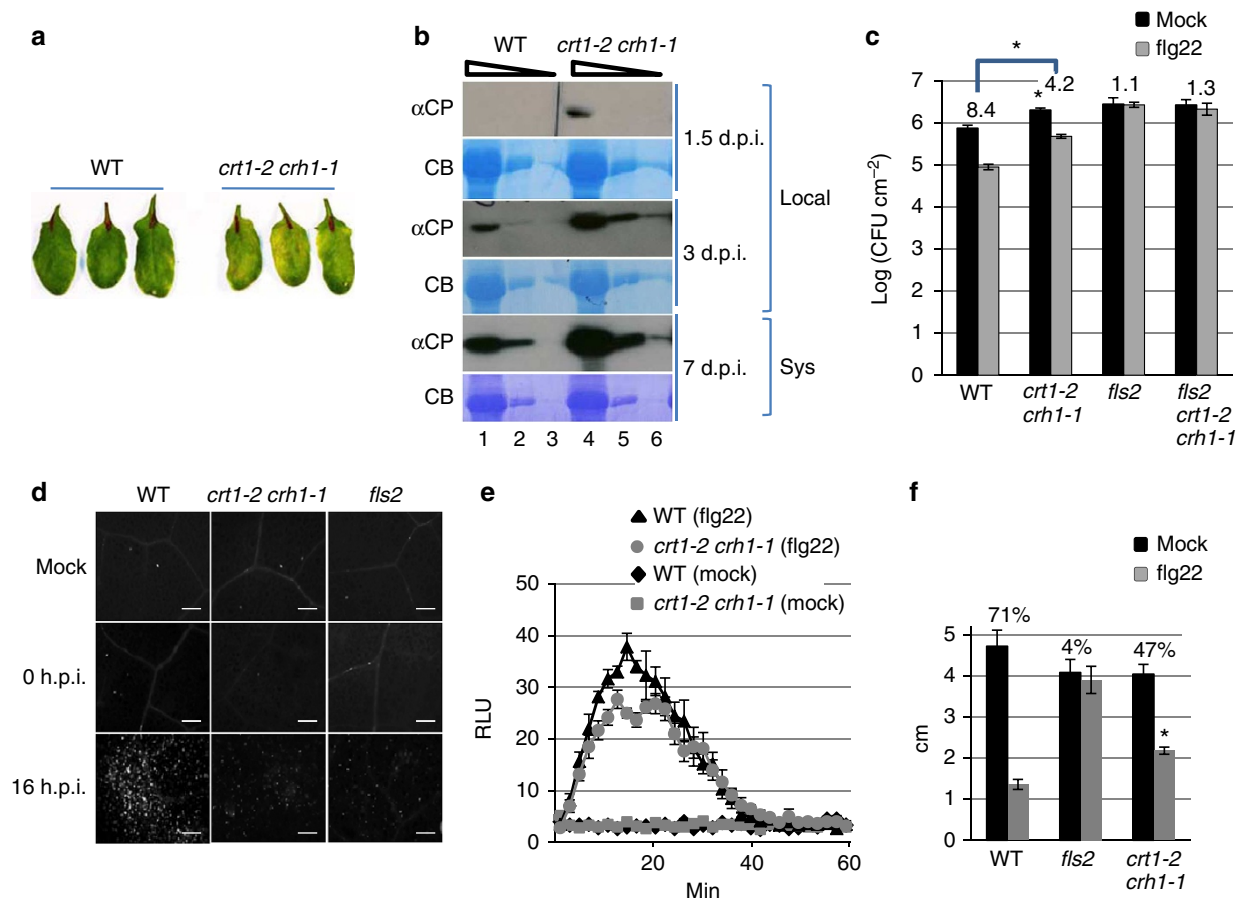 a
WT
crt1-2 crh1-1
b
WT
crt1-2 crh1-1
αCP
CB
1.5 d.p.i.
αCP
CB
3 d.p.i.
Local
αCP
CB
7 d.p.i.
Sys
1 2 3 4 5 6
c
Mock
flg22
*
Log (CFU cm−2)
7
6
5
4
3
2
1
0
8.4
*
4.2
1.1
1.3
WT
crt1-2
crh1-1
fls2
fls2
crt1-2
crh1-1
d
WT
crt1-2 crh1-1
fls2
Mock
0 h.p.i.
16 h.p.i.
e
WT (flg22)
crt1-2 crh1-1 (flg22)
WT (mock)
crt1-2 crh1-1 (mock)
RLU
50
40
30
20
10
0
20
40
60
Min
f
Mock
flg22
cm
5
4
3
2
1
0
71%
4%
47%
*
WT
fls2
crt1-2
crh1-1